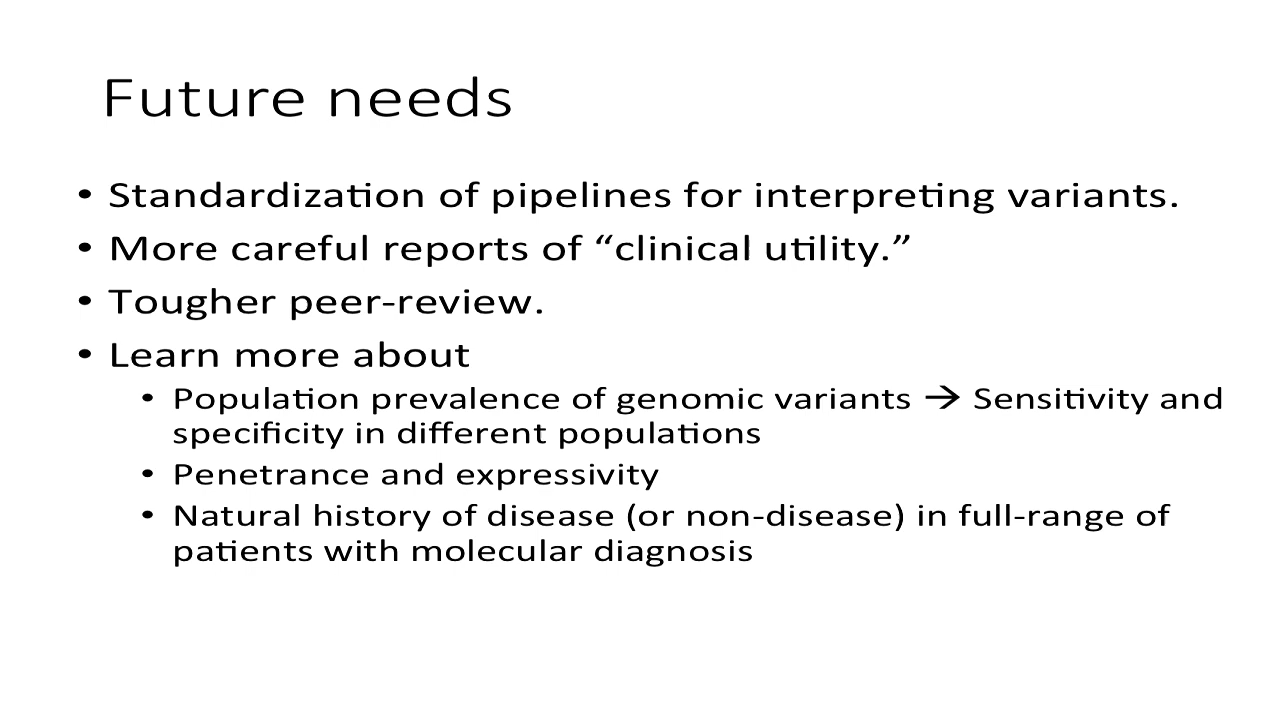 Future needs
• Standardization of pipelines for interpreting variants.
• More careful reports of “clinical utility.”
• Tougher peer-review.
• Learn more about
• Population prevalence of genomic variants → Sensitivity and
specificity in different populations
• Penetrance and expressivity
• Natural history of disease (or non-disease) in full-range of
patients with molecular diagnosis